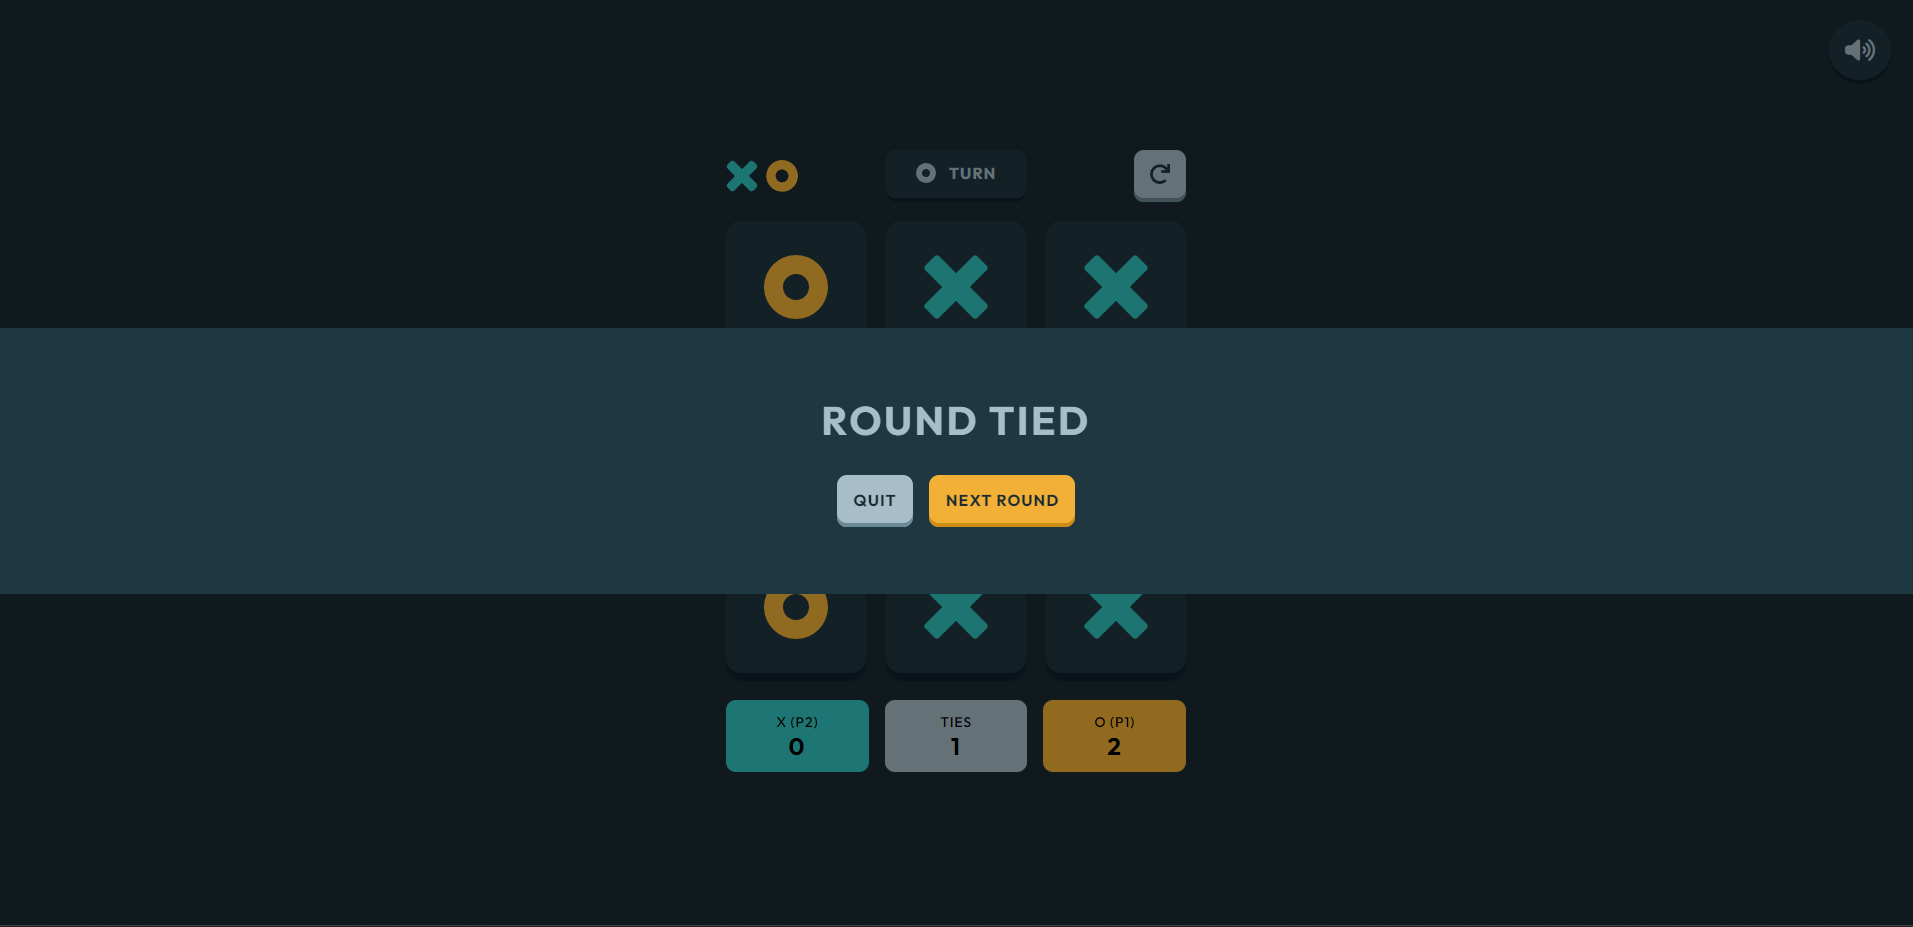 TURN
ROUND TIED
QUIT
NEXT ROUND
X (P2)
0
TIES
1
O (P1)
2